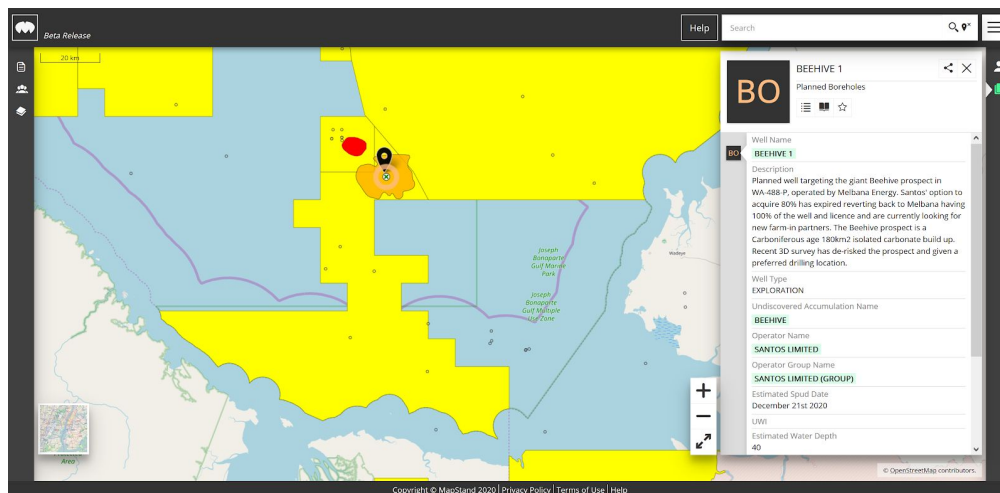 Beta Release
Help
Search
20 km
BO
BEEHIVE 1
Planned Boreholes
BO
Well Name
BEEHIVE 1
Description
Planned well targeting the giant Beehive prospect in
WA-488-P, operated by Melbana Energy. Santos' option to
acquire 80% has expired reverting back to Melbana having
100% of the well and licence and are currently looking for
new farm-in partners. The Beehive prospect is a
Carboniferous age 180km2 isolated carbonate build up.
Recent 3D survey has de-risked the prospect and given a
preferred drilling location.
Well Type
EXPLORATION
Undiscovered Accumulation Name
BEEHIVE
Operator Name
SANTOS LIMITED
Operator Group Name
SANTOS LIMITED (GROUP)
Estimated Spud Date
December 21st 2020
UWI
Estimated Water Depth
40
Joseph
Bonaparte
Gulf Marine
Park
Joseph
Bonaparte
Gulf Multiple
Use Zone
Wadeye
Area
© OpenStreetMap contributors.
Copyright © MapStand 2020 | Privacy Policy | Terms of Use | Help